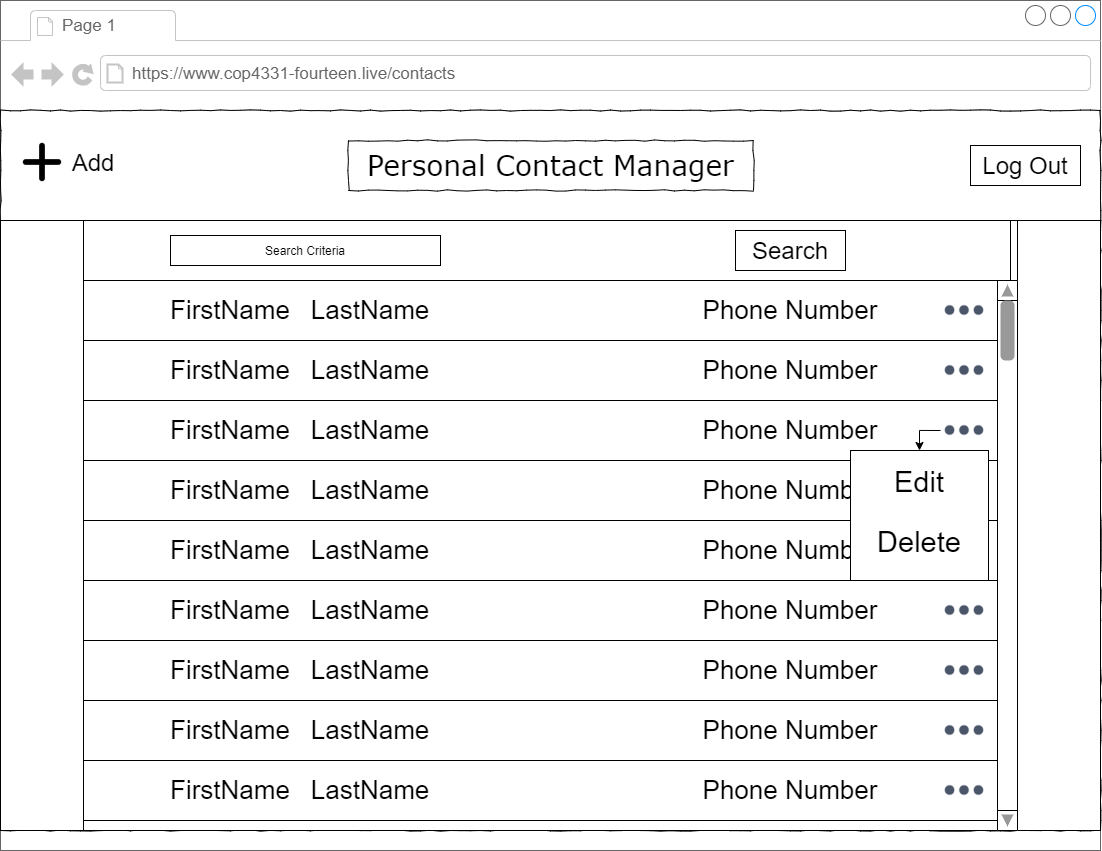 Page 1
https://www.cop4331-fourteen.live/contacts
Add
Personal Contact Manager
Log Out
Search Criteria
Search
FirstName LastName Phone Number
FirstName LastName Phone Number
FirstName LastName Phone Number
Edit
FirstName LastName Phone Numb
Delete
FirstName LastName Phone Numb
FirstName LastName Phone Number
FirstName LastName Phone Number
FirstName LastName Phone Number
FirstName LastName Phone Number